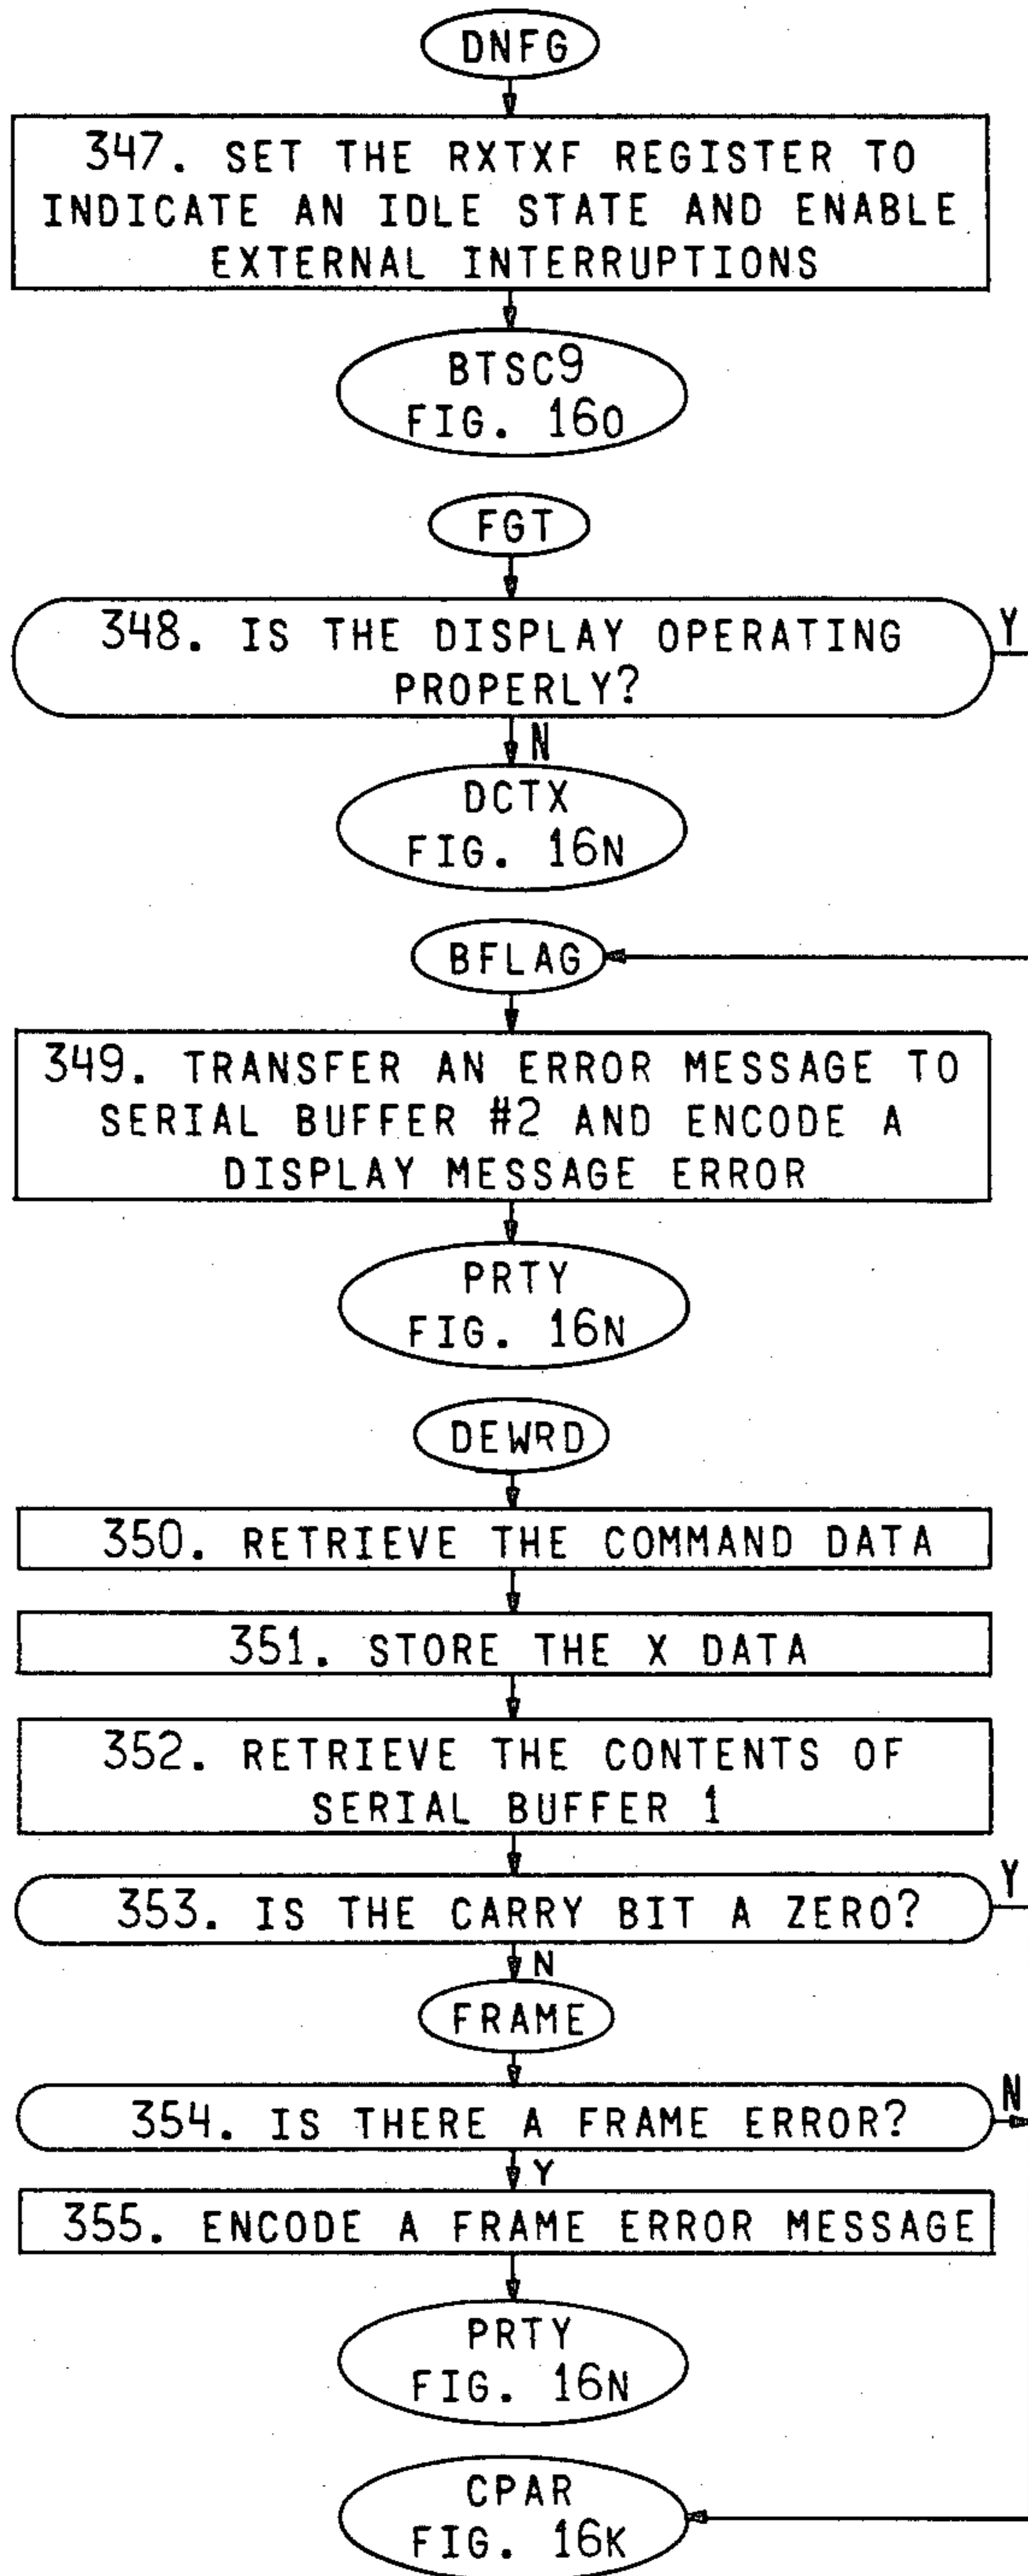 DNFG
347. SET THE RXTXF REGISTER TO
INDICATE AN IDLE STATE AND ENABLE
EXTERNAL INTERRUPTIONS
BTSC9
FIG. 16O
FGT
348. IS THE DISPLAY OPERATING
PROPERLY?
Y
N
DCTX
FIG. 16N
BFLAG
349. TRANSFER AN ERROR MESSAGE TO
SERIAL BUFFER #2 AND ENCODE A
DISPLAY MESSAGE ERROR
PRTY
FIG. 16N
DEWRD
350. RETRIEVE THE COMMAND DATA
351. STORE THE X DATA
352. RETRIEVE THE CONTENTS OF
SERIAL BUFFER 1
353. IS THE CARRY BIT A ZERO?
Y
N
FRAME
354. IS THERE A FRAME ERROR?
N
Y
355. ENCODE A FRAME ERROR MESSAGE
PRTY
FIG. 16N
CPAR
FIG. 16K